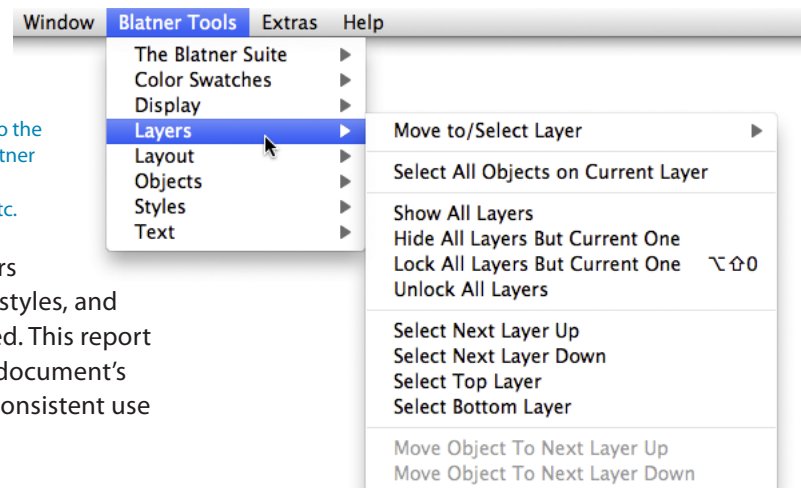 Window Blatner Tools Extras Help
The Blatner Suite
Color Swatches
Display
Layers
Layout
Objects
Styles
Text
Move to/Select Layer
Select All Objects on Current Layer
Show All Layers
Hide All Layers But Current One
Lock All Layers But Current One ⌥⇧0
Unlock All Layers
Select Next Layer Up
Select Next Layer Down
Select Top Layer
Select Bottom Layer
Move Object To Next Layer Up
Move Object To Next Layer Down
o the
tner
tc.
rs
styles, and
ed. This report
document's
onsistent use